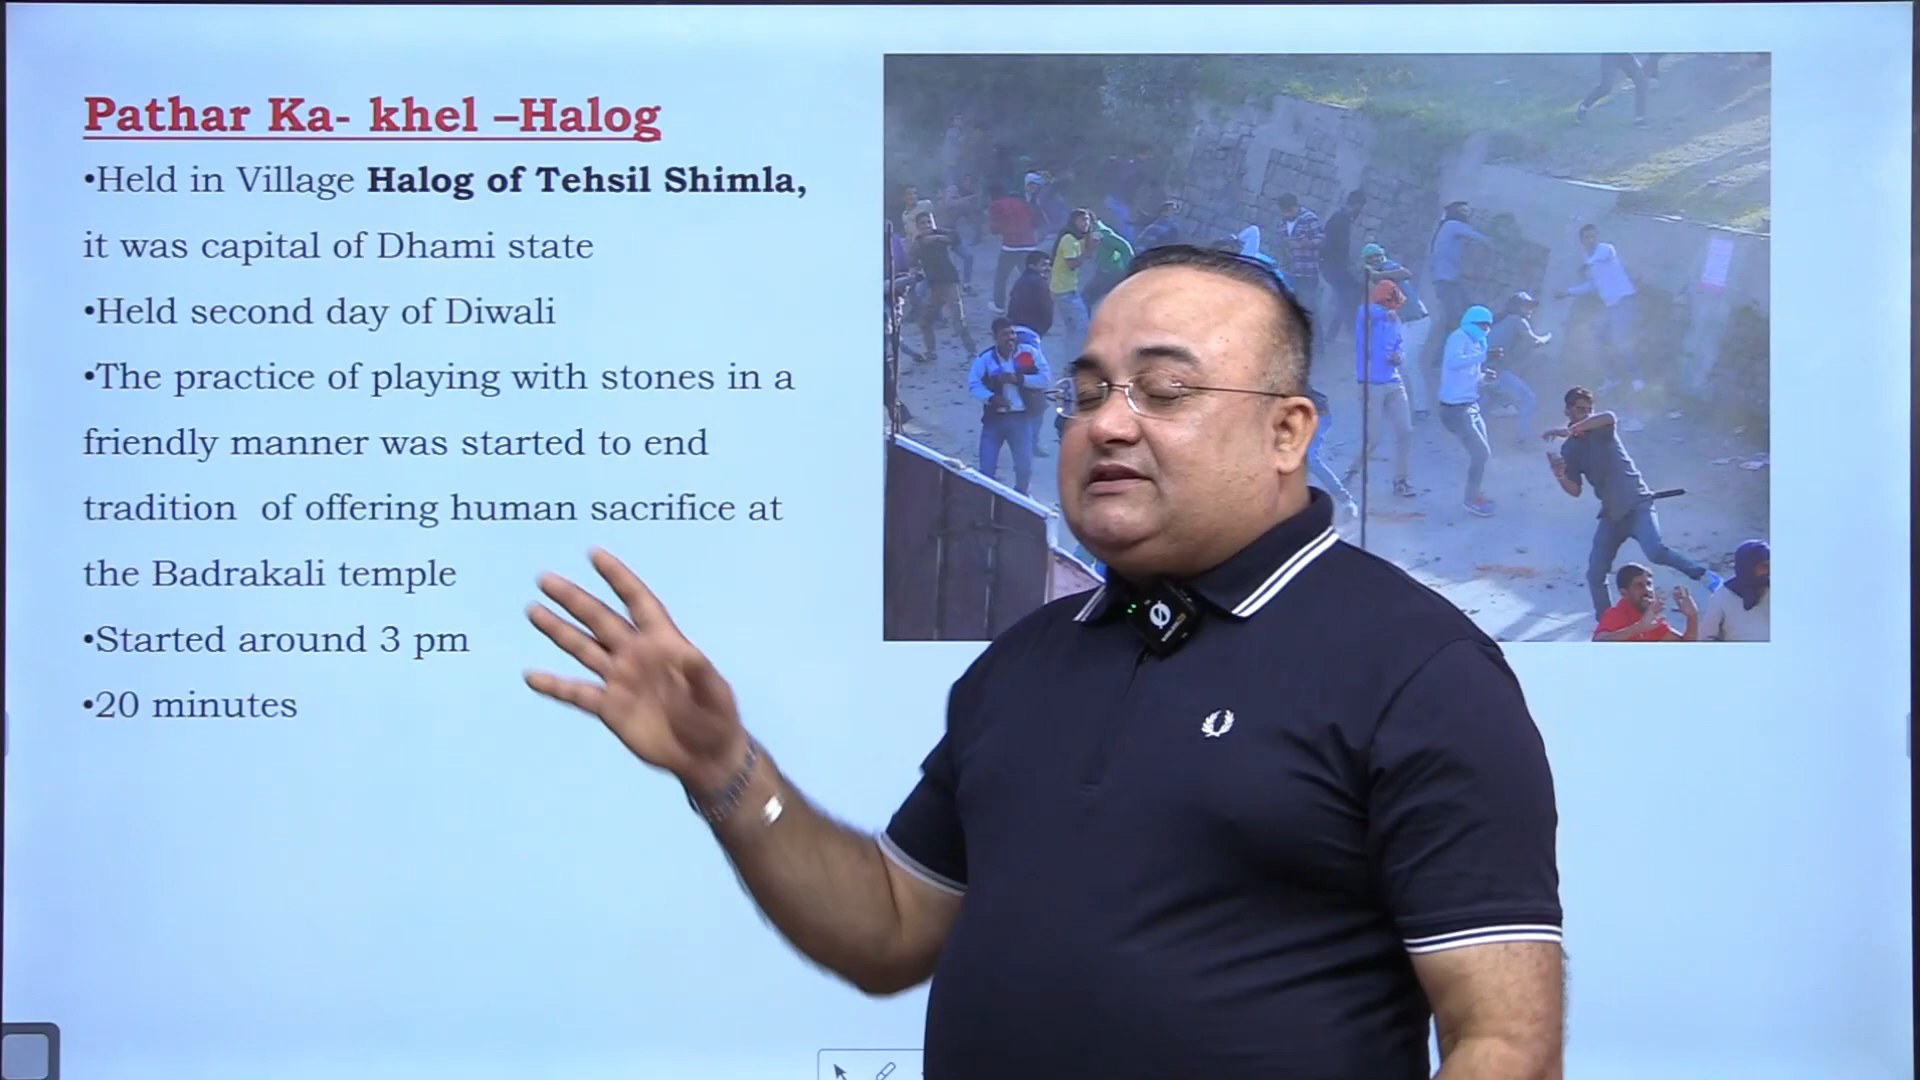 Pathar Ka- khel –Halog
•Held in Village Halog of Tehsil Shimla,
it was capital of Dhami state
•Held second day of Diwali
•The practice of playing with stones in a
friendly manner was started to end
tradition  of offering human sacrifice at
the Badrakali temple
•Started around 3 pm
•20 minutes